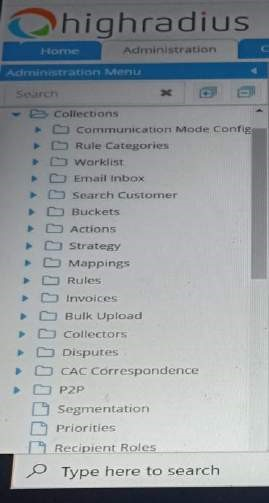 highradius
Home Administration C
Administration Menu
Search
Collections
Communication Mode Config
Rule Categories
Worklist
Email Inbox
Search Customer
Buckets
Actions
Strategy
Mappings
Rules
Invoices
Bulk Upload
Collectors
Disputes
CAC Correspondence
P2P
Segmentation
Priorities
Recipient Roles
Type here to search